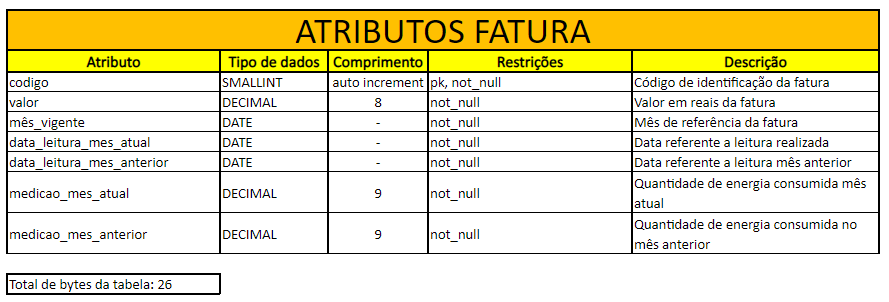 ATRIBUTOS FATURA
Atributo Tipo de dados Comprimento Restrições Descrição
codigo SMALLINT auto increment pk, not_null Código de identificação da fatura
valor DECIMAL 8 not_null Valor em reais da fatura
mês_vigente DATE - not_null Mês de referência da fatura
data_leitura_mes_atual DATE - not_null Data referente a leitura realizada
data_leitura_mes_anterior DATE - not_null Data referente a leitura mês anterior
medicao_mes_atual DECIMAL 9 not_null Quantidade de energia consumida mês
atual
medicao_mes_anterior DECIMAL 9 not_null Quantidade de energia consumida no
mês anterior
Total de bytes da tabela: 26